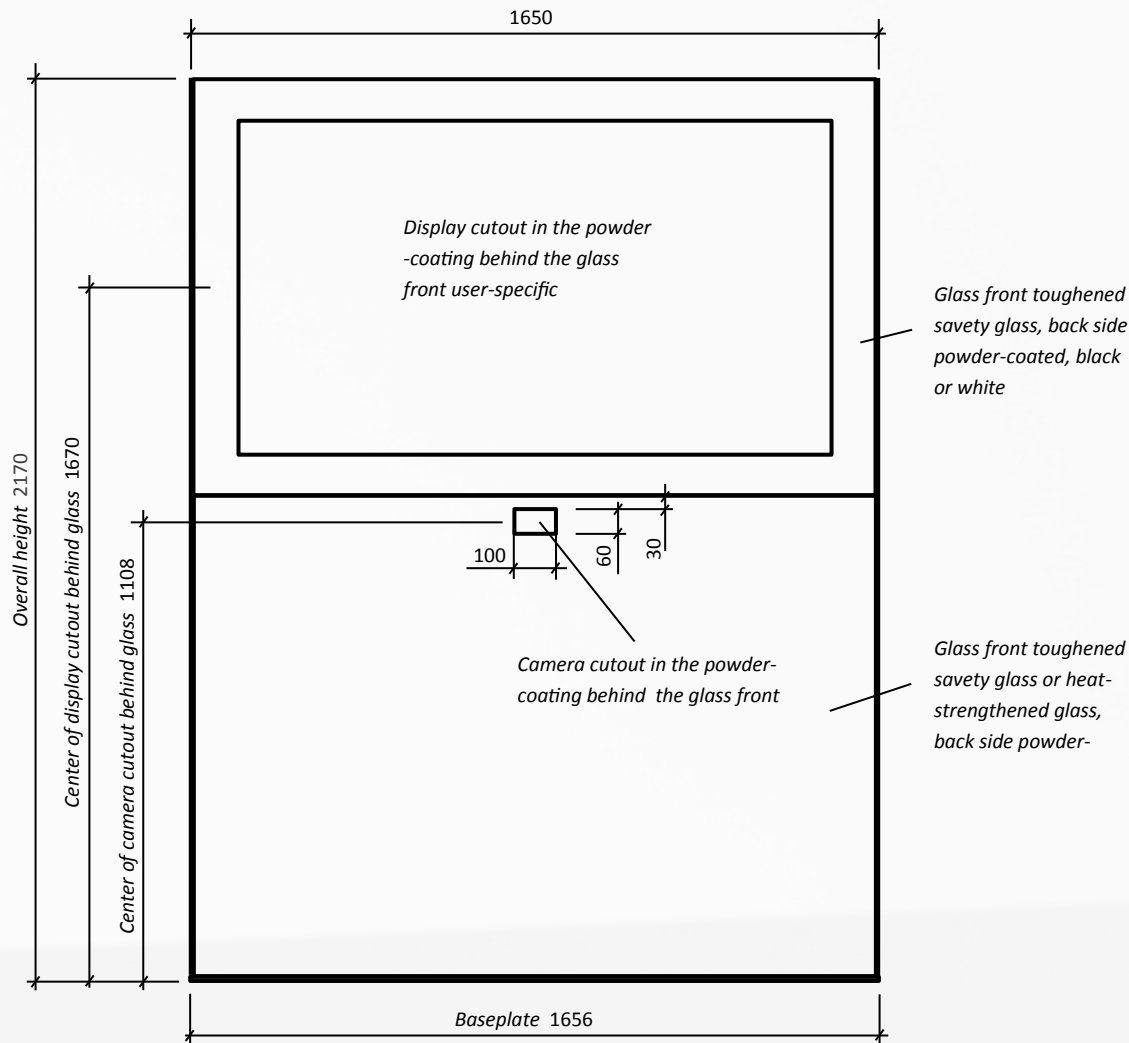 1650
Display cutout in the powder
-coating behind the glass
front user-specific
Glass front toughened
savety glass, back side
powder-coated, black
or white
Overall height 2170
Center of display cutout behind glass 1670
Center of camera cutout behind glass 1108
100
60
30
Camera cutout in the powder-
coating behind the glass front
Glass front toughened
savety glass or heat-
strengthened glass,
back side powder-
Baseplate 1656